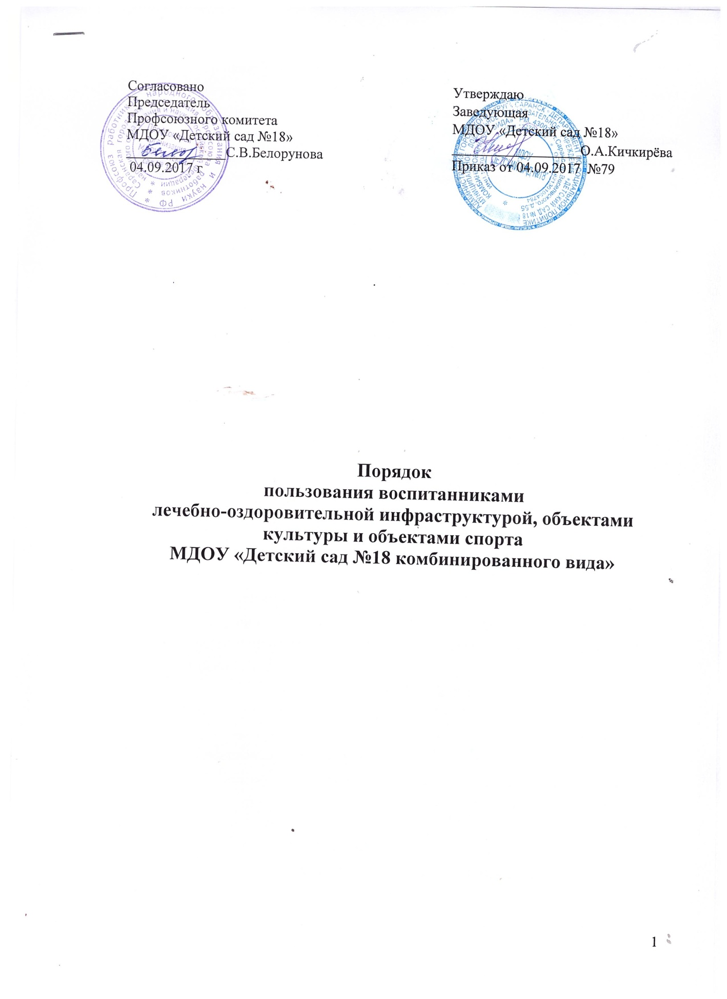 Согласовано
Председатель
Профсоюзного комитета
МДОУ «Детский сад №18»
С.В.Белорунова
04.09.2017 г
Утверждаю
Заведующая
МДОУ «Детский сад №18»
О.А.Кичкирёва
Приказ от 04.09.2017 №79
Порядок
пользования воспитанниками
лечебно-оздоровительной инфраструктурой, объектами
культуры и объектами спорта
МДОУ «Детский сад №18 комбинированного вида»
1